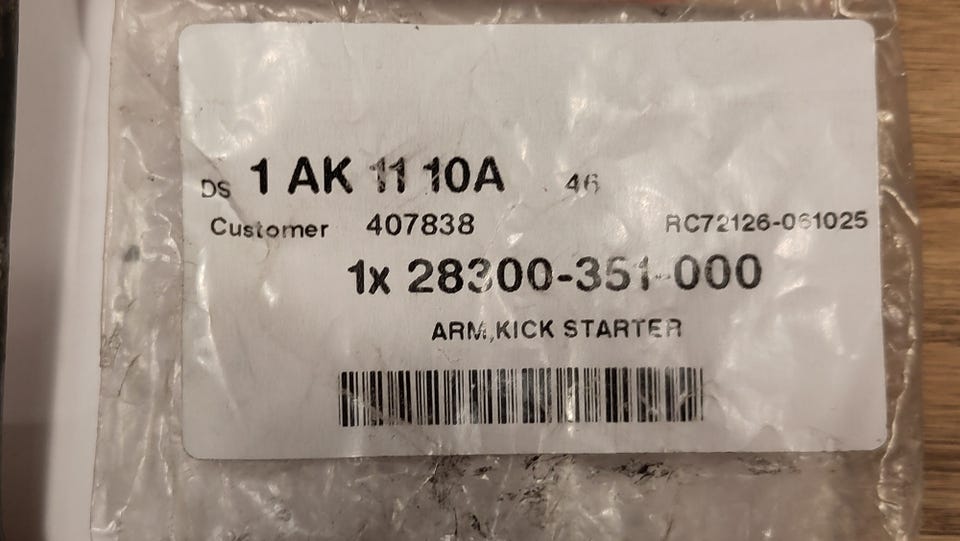 DS 1 AK 11 10A 46
Customer 407838 RC72126-061025
1x 28300-351-000
ARM,KICK STARTER